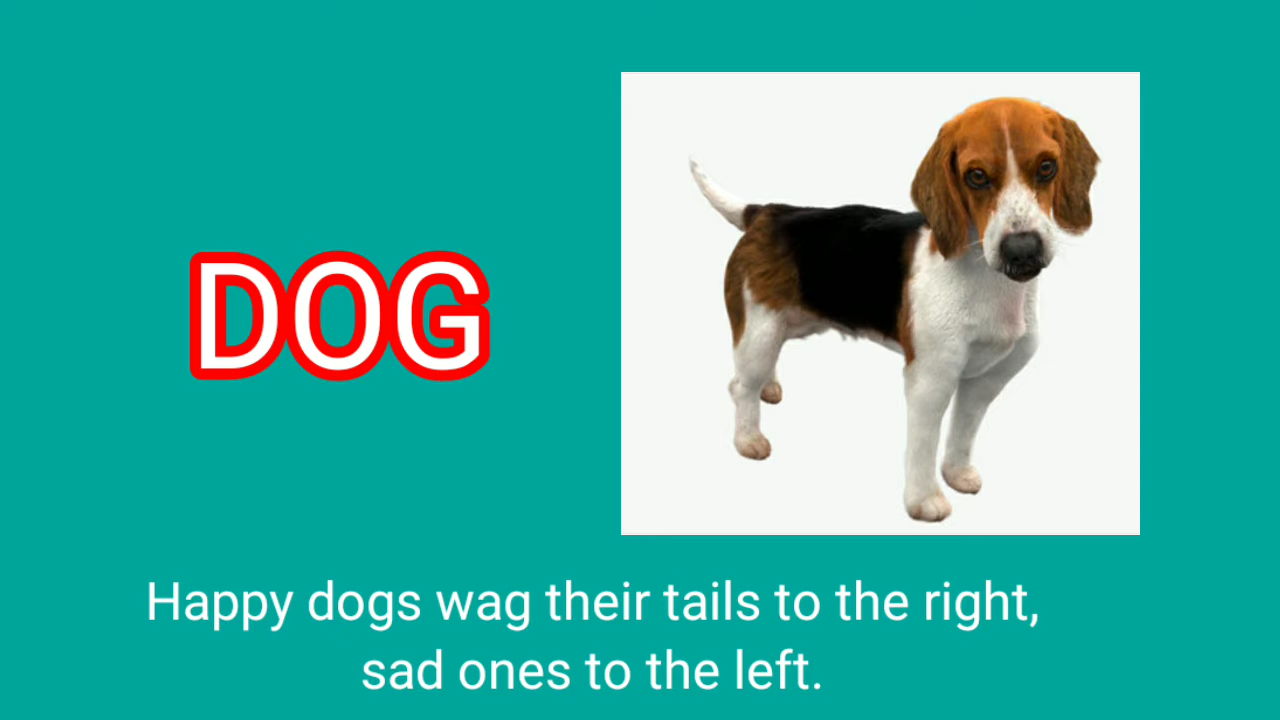 DOG
Happy dogs wag their tails to the right,
sad ones to the left.